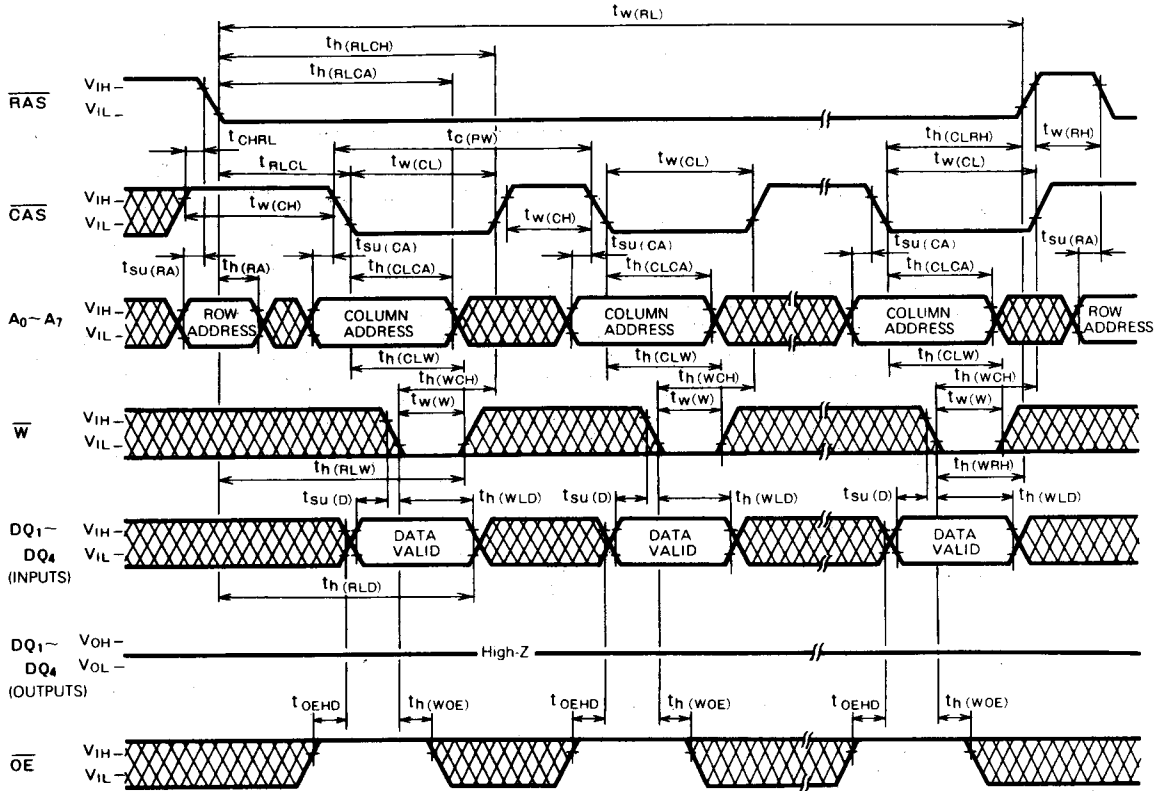 tw(RL)
th(RLCH)
th(RLCA)
RAS
VIH
VIL
tCHRL
tRLCL
tC(PW)
tw(CL)
tw(CL)
th(CLRH)
tw(CL)
tw(RH)
CAS
VIH
VIL
tw(CH)
tw(CH)
tsu(RA)
th(RA)
tsu(CA)
th(CLCA)
tsu(CA)
th(CLCA)
tsu(CA)
th(CLCA)
tsu(RA)
A0~A7
VIH
VIL
ROW ADDRESS
COLUMN ADDRESS
COLUMN ADDRESS
COLUMN ADDRESS
ROW ADDRESS
th(CLW)
th(WCH)
tw(W)
th(CLW)
th(WCH)
tw(W)
th(CLW)
th(WCH)
tw(W)
W
VIH
VIL
th(RLW)
th(WRH)
tsu(D)
th(WLD)
tsu(D)
th(WLD)
tsu(D)
th(WLD)
DQ1~
DQ4
(INPUTS)
VIH
VIL
DATA VALID
DATA VALID
DATA VALID
th(RLD)
DQ1~
DQ4
(OUTPUTS)
VOH
VOL
High-Z
tOEHD
th(WOE)
tOEHD
th(WOE)
tOEHD
th(WOE)
OE
VIH
VIL